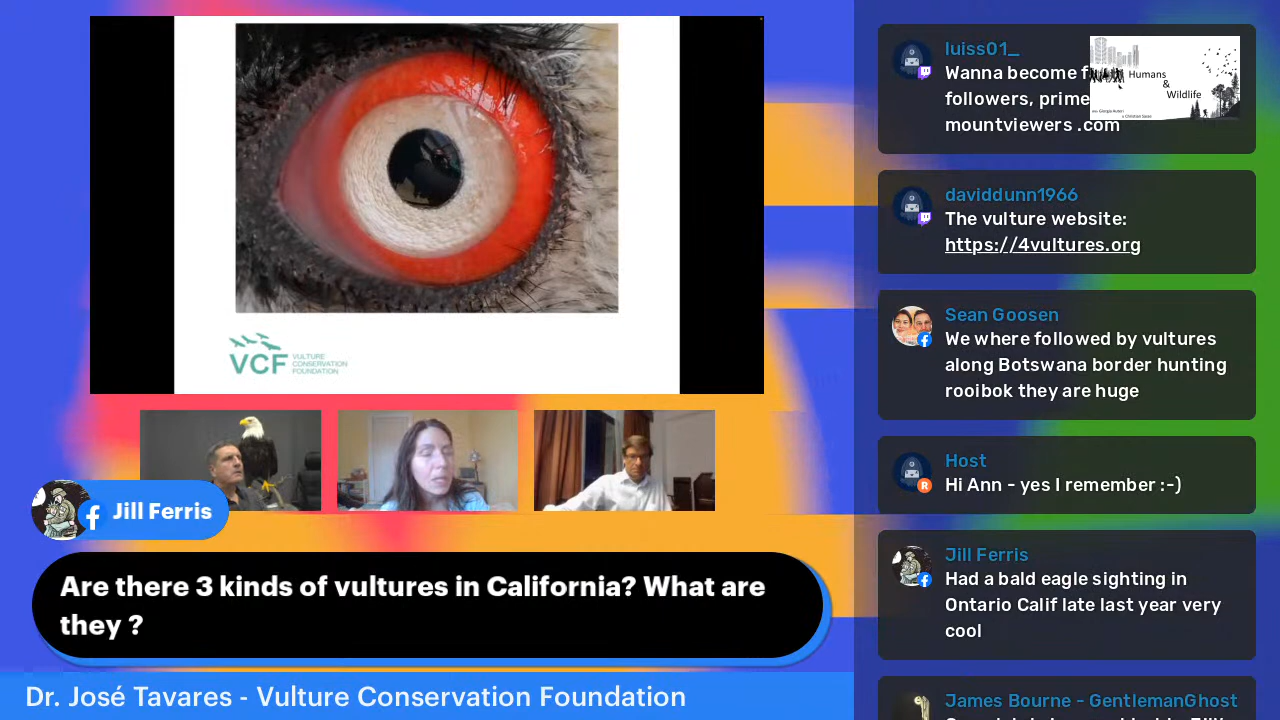 VCF VULTURE
CONSERVATION
FOUNDATION
Jill Ferris
Are there 3 kinds of vultures in California? What are
they ?
Dr. José Tavares - Vulture Conservation Foundation
luiss01_
Wanna become
followers, prime
mountviewers .com
Humans
&
Wildlife
daviddunn1966
The vulture website:
https://4vultures.org
Sean Goosen
We where followed by vultures
along Botswana border hunting
rooibok they are huge
Host
Hi Ann - yes I remember :-)
Jill Ferris
Had a bald eagle sighting in
Ontario Calif late last year very
cool
James Bourne - GentlemanGhost